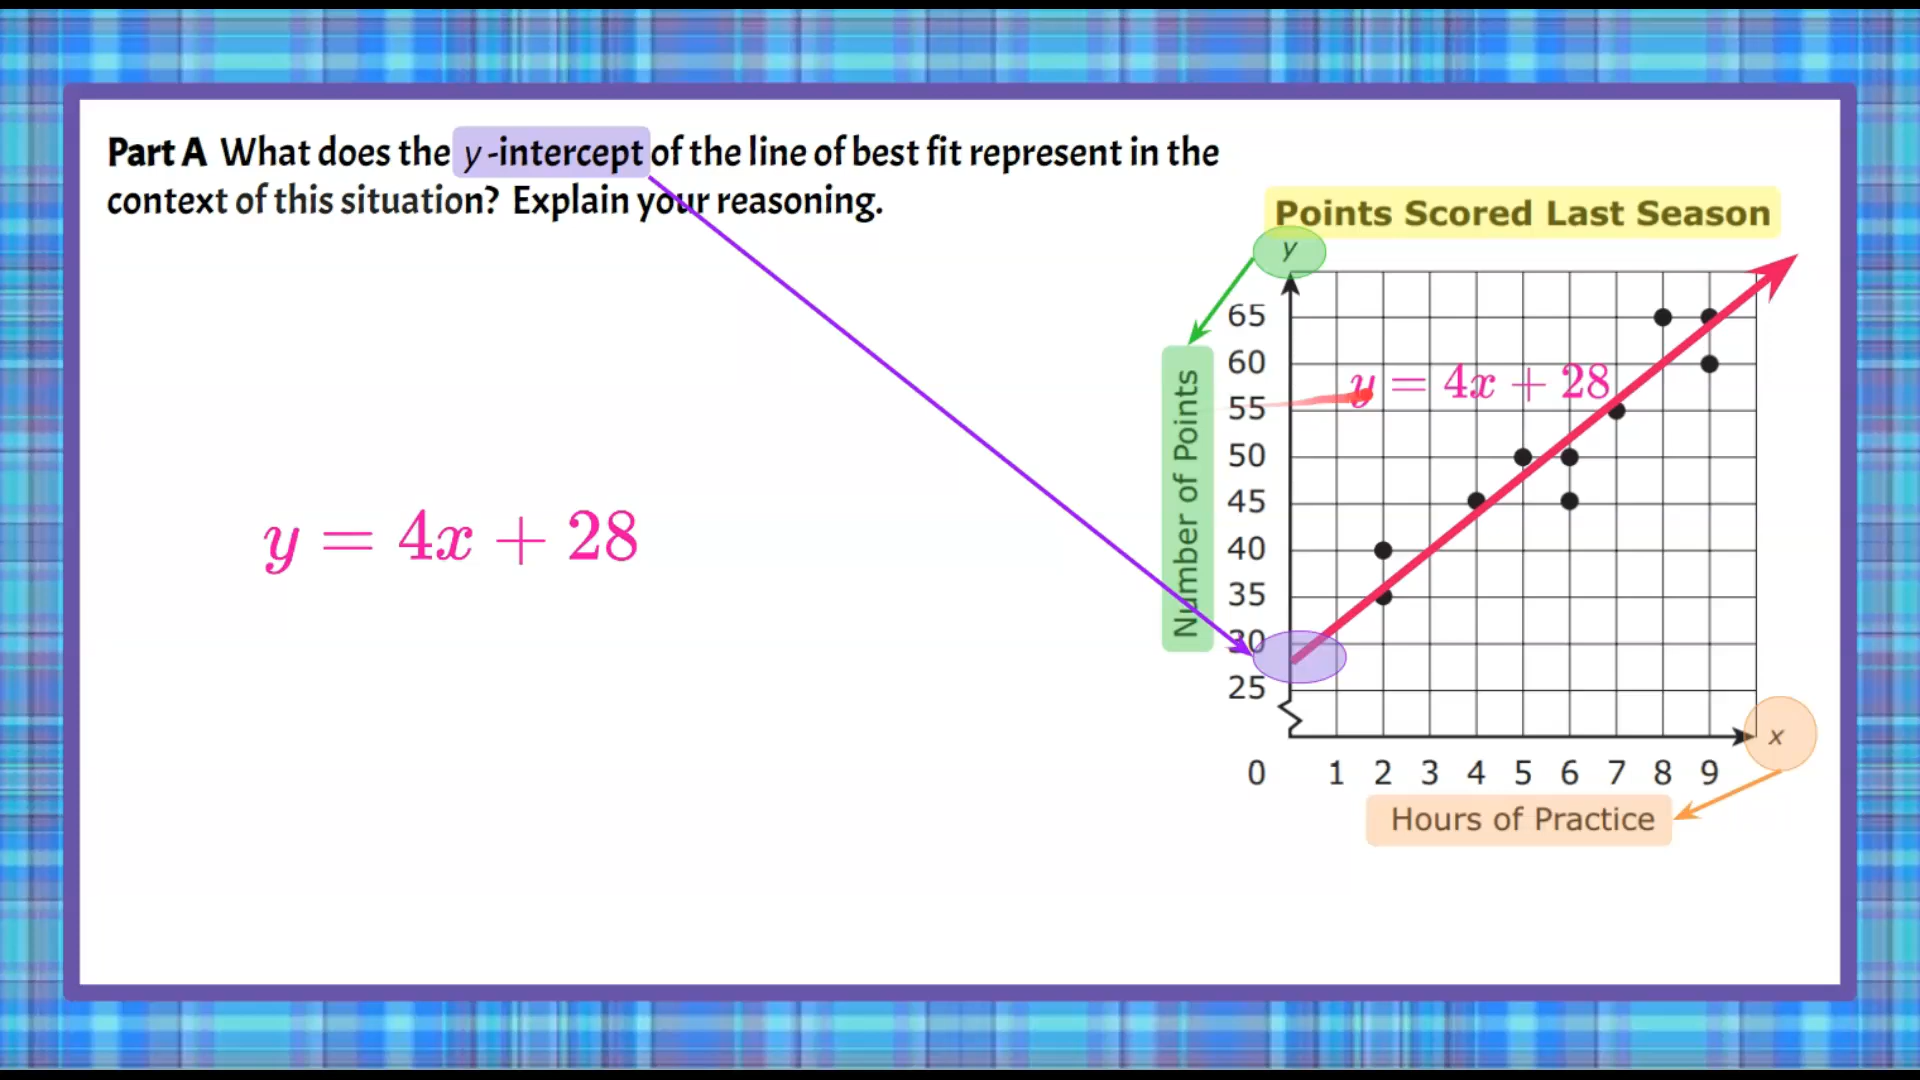 Part A What does the y-intercept of the line of best fit represent in the
context of this situation? Explain your reasoning.
y = 4x + 28
Points Scored Last Season
y
Number of Points
65
60
55
50
45
40
35
30
25
y = 4x + 28
x
0 1 2 3 4 5 6 7 8 9
Hours of Practice